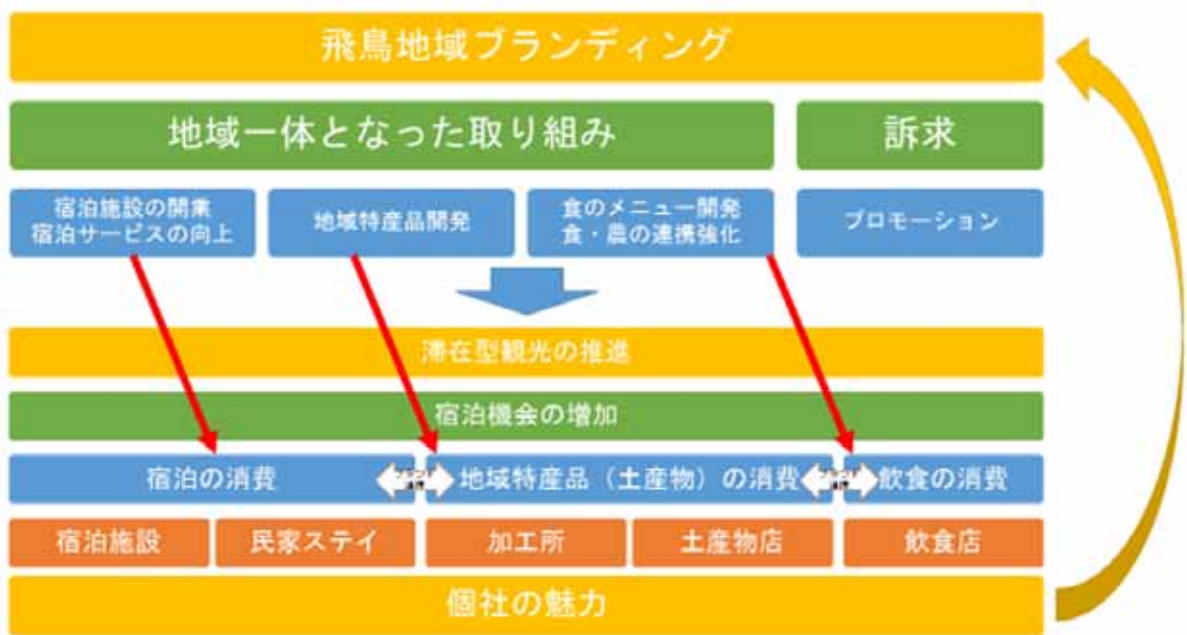 飛鳥地域ブランディング
地域一体となった取り組み
訴求
宿泊施設の開業
宿泊サービスの向上
地域特産品開発
食のメニュー開発
食・農の連携強化
プロモーション
滞在型観光の推進
宿泊機会の増加
宿泊の消費
地域特産品（土産物）の消費
飲食の消費
宿泊施設
民家ステイ
加工所
土産物店
飲食店
個社の魅力